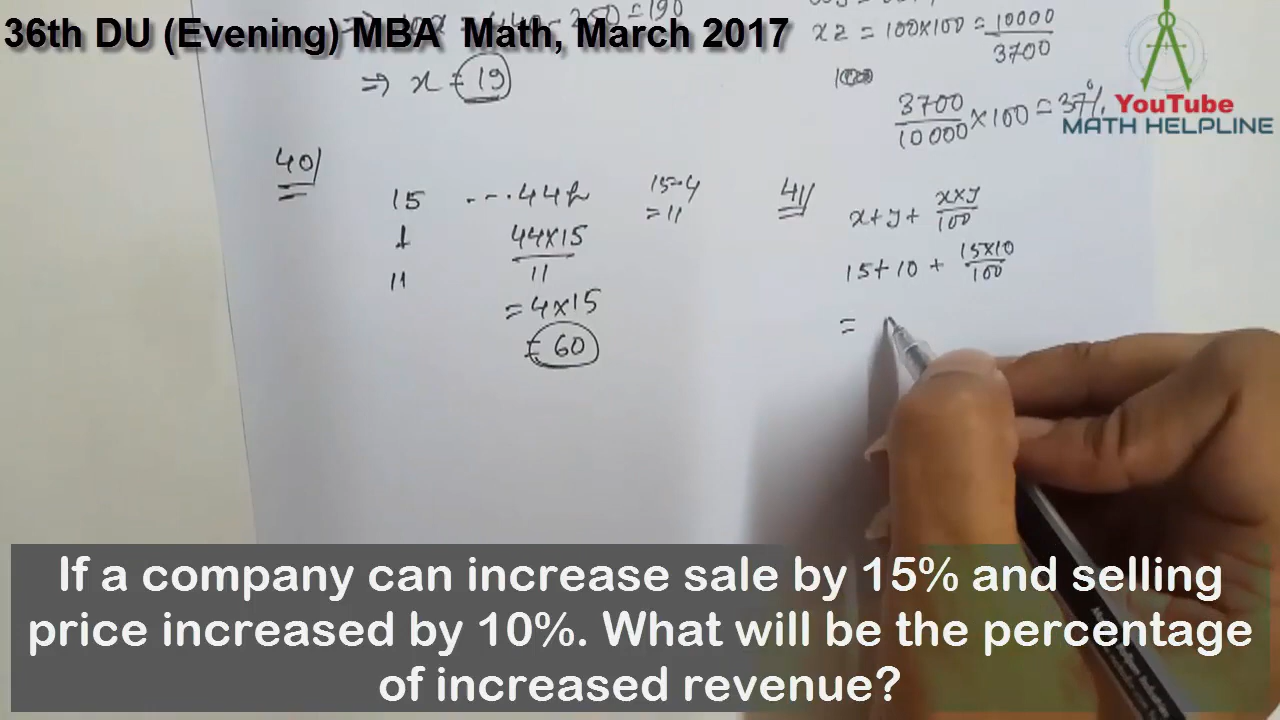 36th DU (Evening) MBA Math, March 2017
= 190
xz = 100×100 = 10000
3700
⇒ x = 19
3700
10000 ×100 = 37%
YouTube
MATH HELPLINE
40/
15 ...44
44×15
11
11
= 4×15
= 60
15-4
= 11
41/
x+y+ x×y
100
15+10 + 15×10
100
=
If a company can increase sale by 15% and selling
price increased by 10%. What will be the percentage
of increased revenue?